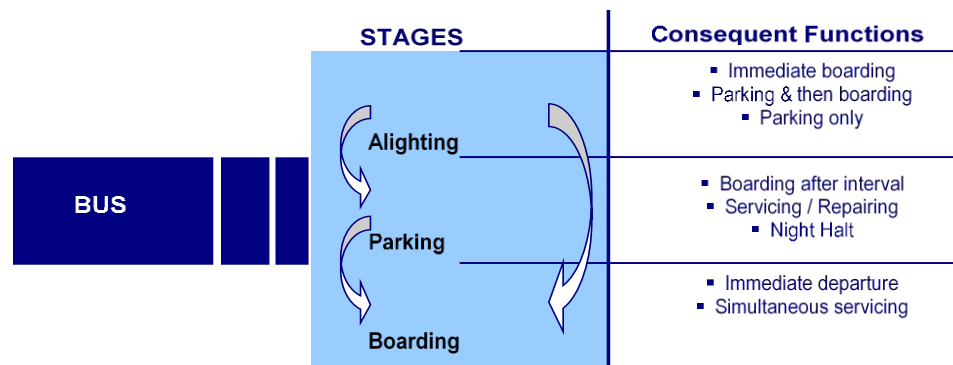 STAGES
Consequent Functions
▪ Immediate boarding
▪ Parking & then boarding
▪ Parking only
Alighting
BUS
▪ Boarding after interval
▪ Servicing / Repairing
▪ Night Halt
Parking
▪ Immediate departure
▪ Simultaneous servicing
Boarding